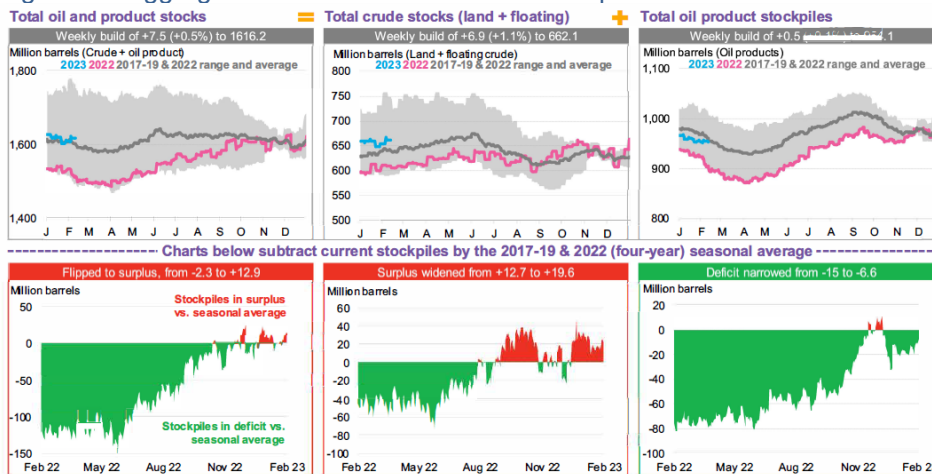 Total oil and product stocks
=
Total crude stocks (land + floating)
+
Total oil product stockpiles
Weekly build of +7.5 (+0.5%) to 1616.2
Weekly build of +6.9 (+1.1%) to 662.1
Weekly build of +0.5
Million barrels (Crude + oil product)
2023 2022 2017-19 & 2022 range and average
1,800
1,600
1,400
J F M A M J J A S O N D
Million barrels (Land + floating crude)
2023 2022 2017-19 & 2022 range and average
800
750
700
650
600
550
500
J F M A M J J A S O N D
Million barrels (Oil products)
2023 2022 2017-19 & 2022 range and average
1,100
1,000
900
800
J F M A M J J A S O N D
Charts below subtract current stockpiles by the 2017-19 & 2022 (four-year) seasonal average
Flipped to surplus, from -2.3 to +12.9
Million barrels
Stockpiles in surplus
vs. seasonal average
50
0
-50
-100
-150
Stockpiles in deficit vs.
seasonal average
Feb 22 May 22 Aug 22 Nov 22 Feb 23
Surplus widened from +12.7 to +19.6
Million barrels
60
40
20
0
-20
-40
-60
-80
-100
Feb 22 May 22 Aug 22 Nov 22 Feb 23
Deficit narrowed from -15 to -6.6
Million barrels
20
0
-20
-40
-60
-80
-100
Feb 22 May 22 Aug 22 Nov 22 Feb 2